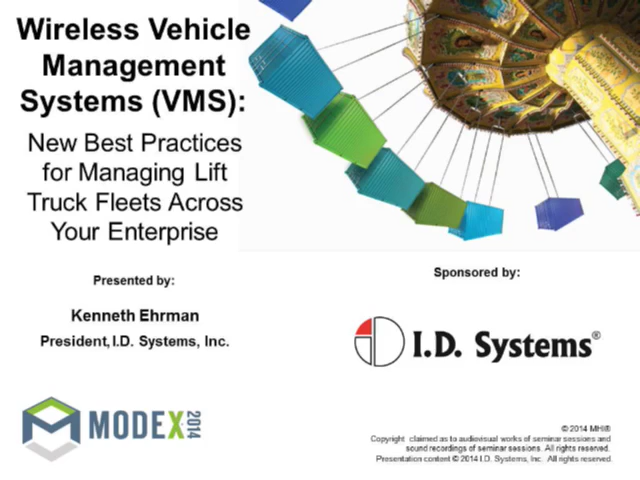 Wireless Vehicle
Management
Systems (VMS):
New Best Practices
for Managing Lift
Truck Fleets Across
Your Enterprise
Presented by:
Kenneth Ehrman
President, I.D. Systems, Inc.
Sponsored by:
I.D. Systems®
MODEX 2014
© 2014 MHI®
Copyright claimed as to audiovisual works of seminar sessions and
sound recordings of seminar sessions. All rights reserved.
Presentation content © 2014 I.D. Systems, Inc. All rights reserved.